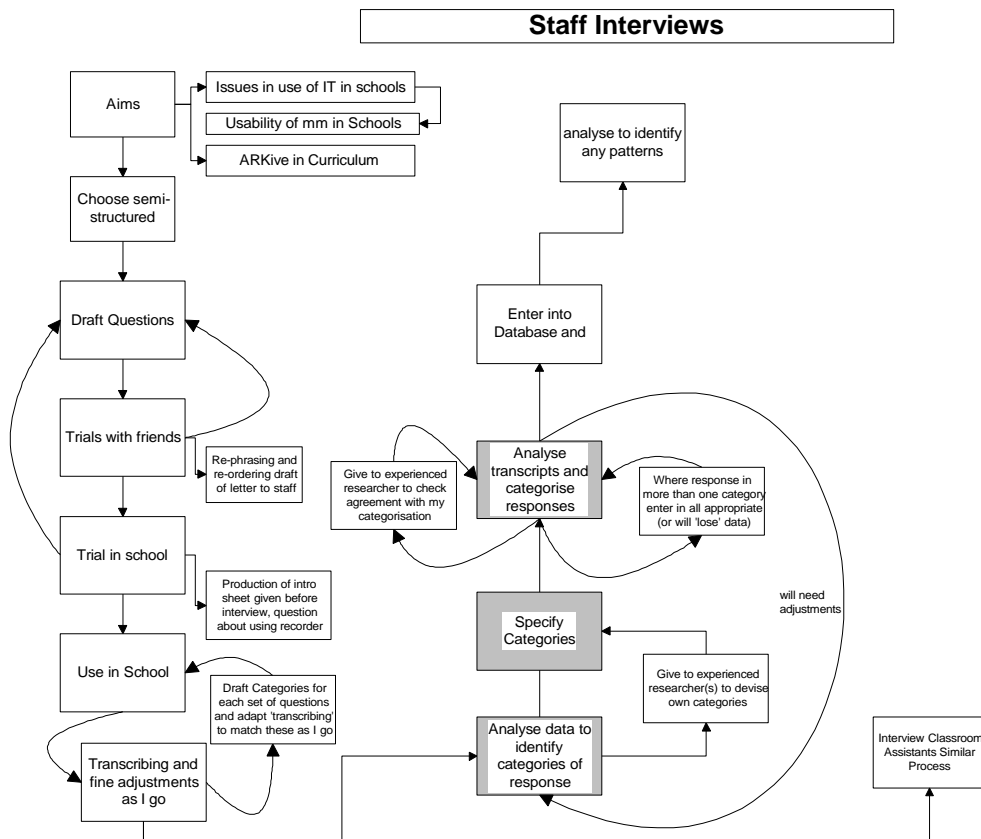 Staff Interviews
Aims
Issues in use of IT in schools
Usability of mm in Schools
ARKive in Curriculum
Choose semi-
structured
Draft Questions
Trials with friends
Re-phrasing and
re-ordering draft
of letter to staff
Trial in school
Production of intro
sheet given before
interview, question
about using recorder
Use in School
Draft Categories for
each set of questions
and adapt 'transcribing'
to match these as I go
Transcribing and
fine adjustments
as I go
analyse to identify
any patterns
Enter into
Database and
Analyse
transcripts and
categorise
responses
Give to experienced
researcher to check
agreement with my
categorisation
Where response in
more than one category
enter in all appropriate
(or will 'lose' data)
will need
adjustments
Specify
Categories
Give to experienced
researcher(s) to devise
own categories
Analyse data to
identify
categories of
response
Interview Classroom
Assistants Similar
Process